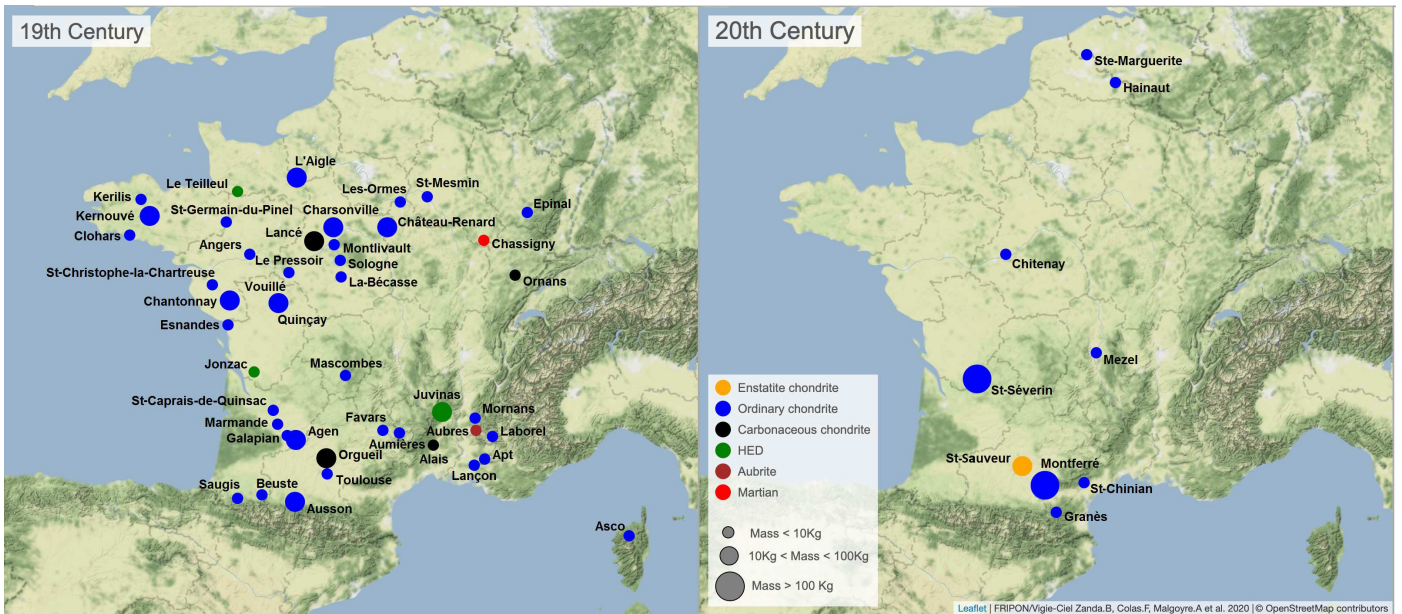 19th Century
L'Aigle
Le Teilleul
Les-Ormes
St-Mesmin
Kerilis
Epinal
St-Germain-du-Pinel
Charsonville
Kernouvé
Château-Renard
Lancé
Clohars
Angers
Montlivault
Chassigny
Le Pressoir
Sologne
St-Christophe-la-Chartreuse
La-Bécasse
Ornans
Vouillé
Chantonnay
Quinçay
Esnandes
Jonzac
Mascombes
Juvinas
St-Caprais-de-Quinsac
Mornans
Marmande
Favars
Agen
Aubres
Laborel
Galapian
Aumières
Orgueil
Alais
Apt
Lançon
Toulouse
Saugis
Beuste
Ausson
Asco
20th Century
Ste-Marguerite
Hainaut
Chitenay
Mezel
St-Séverin
St-Sauveur
Montferré
St-Chinian
Granès
Enstatite chondrite
Ordinary chondrite
Carbonaceous chondrite
HED
Aubrite
Martian
Mass < 10Kg
10Kg < Mass < 100Kg
Mass > 100 Kg
Leaflet | FRIPON/Vigie-Ciel Zanda.B, Colas.F, Malgoyre.A et al. 2020 | © OpenStreetMap contributors